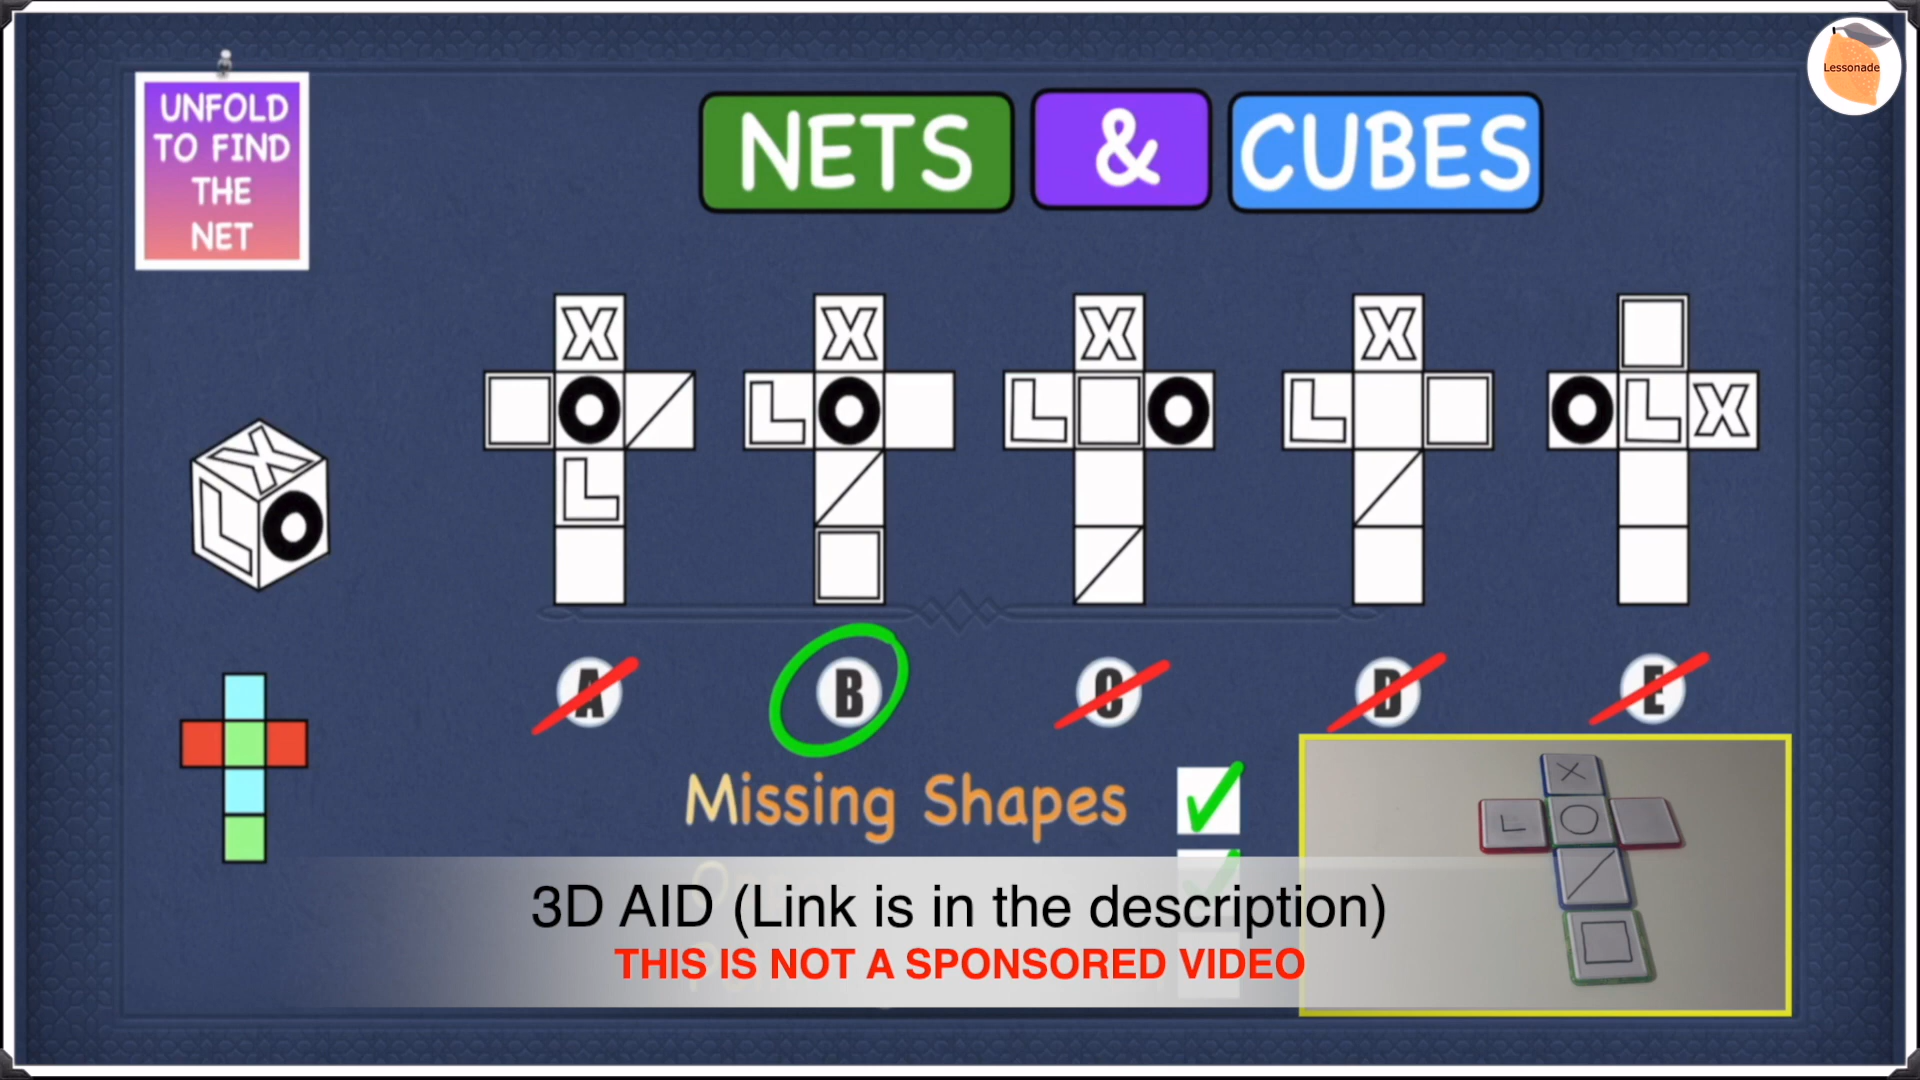 Lessonade
UNFOLD
TO FIND
THE
NET
NETS & CUBES
X
X
X
X
O
L O
L O
L
O L X
L
X
L O
A B C D E
Missing Shapes
X
L O
3D AID (Link is in the description)
THIS IS NOT A SPONSORED VIDEO